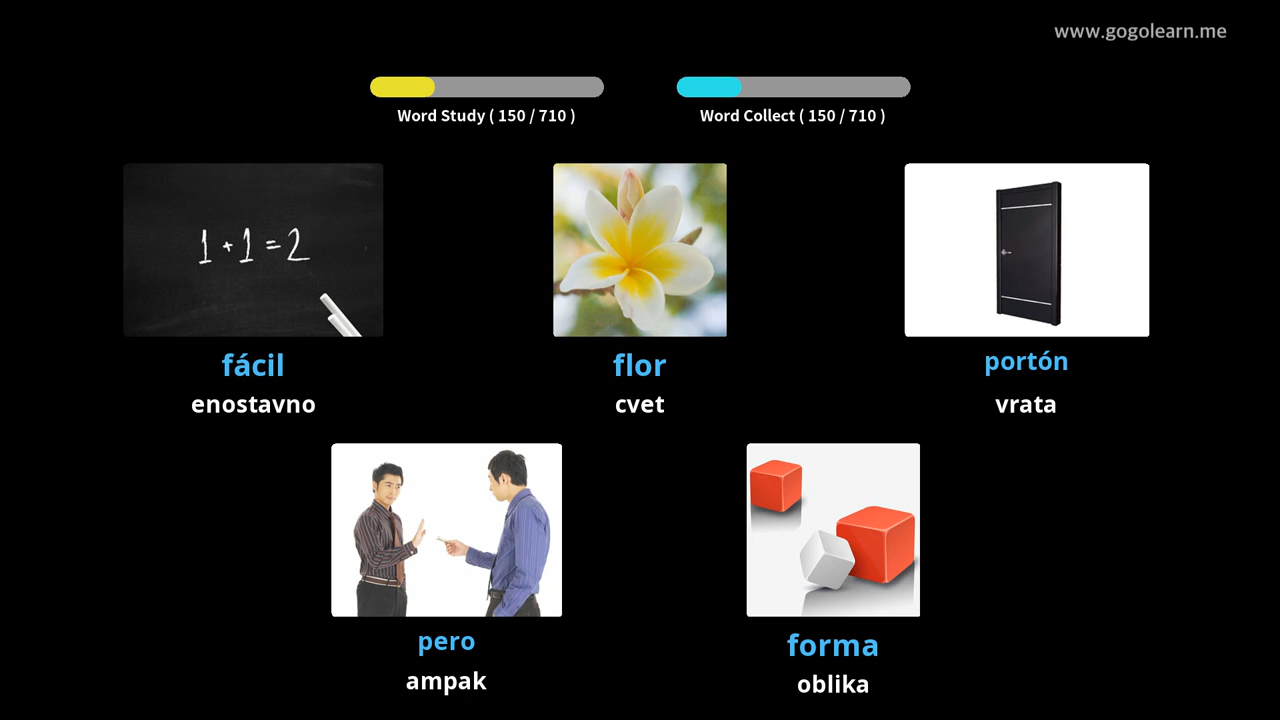 www.gogolearn.me
Word Study ( 150 / 710 )
Word Collect ( 150 / 710 )
1 + 1 = 2
fácil
enostavno
flor
cvet
portón
vrata
pero
ampak
forma
oblika